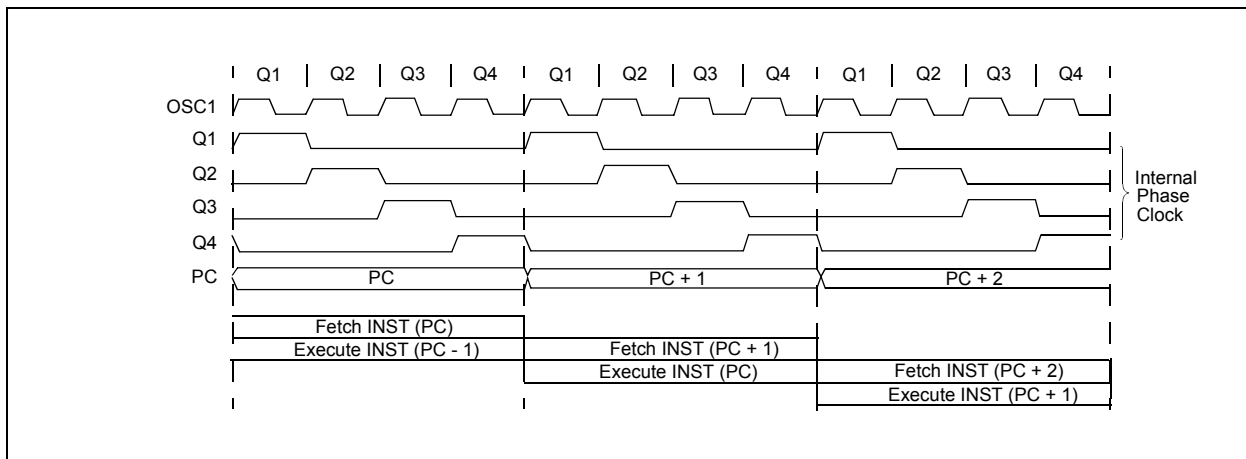 Q1 Q2 Q3 Q4 Q1 Q2 Q3 Q4 Q1 Q2 Q3 Q4
OSC1
Q1
Q2
Q3
Q4
Internal
Phase
Clock
PC PC PC + 1 PC + 2
Fetch INST (PC)
Execute INST (PC - 1) Fetch INST (PC + 1)
Execute INST (PC) Fetch INST (PC + 2)
Execute INST (PC + 1)